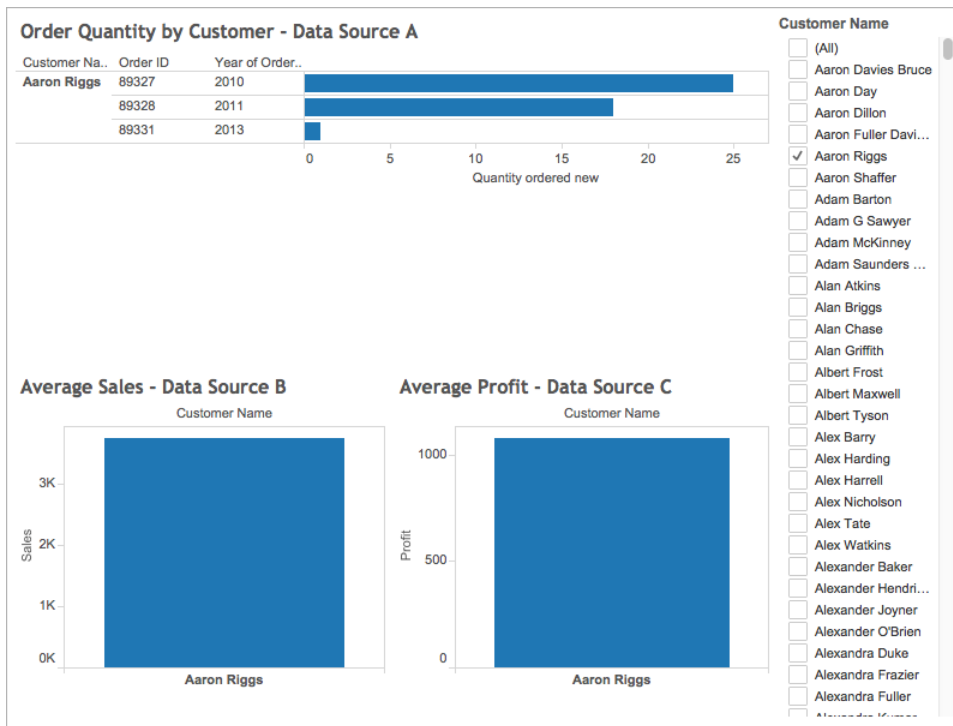 Order Quantity by Customer - Data Source A
Customer Na.. Order ID Year of Order..
Aaron Riggs 89327 2010
89328 2011
89331 2013
0 5 10 15 20 25
Quantity ordered new
Average Sales - Data Source B
Customer Name
3K
2K
1K
0K
Sales
Aaron Riggs
Average Profit - Data Source C
Customer Name
1000
500
0
Profit
Aaron Riggs
Customer Name
(All)
Aaron Davies Bruce
Aaron Day
Aaron Dillon
Aaron Fuller Davi...
Aaron Riggs
Aaron Shaffer
Adam Barton
Adam G Sawyer
Adam McKinney
Adam Saunders ...
Alan Atkins
Alan Briggs
Alan Chase
Alan Griffith
Albert Frost
Albert Maxwell
Albert Tyson
Alex Barry
Alex Harding
Alex Harrell
Alex Nicholson
Alex Tate
Alex Watkins
Alexander Baker
Alexander Hendri...
Alexander Joyner
Alexander O'Brien
Alexandra Duke
Alexandra Frazier
Alexandra Fuller